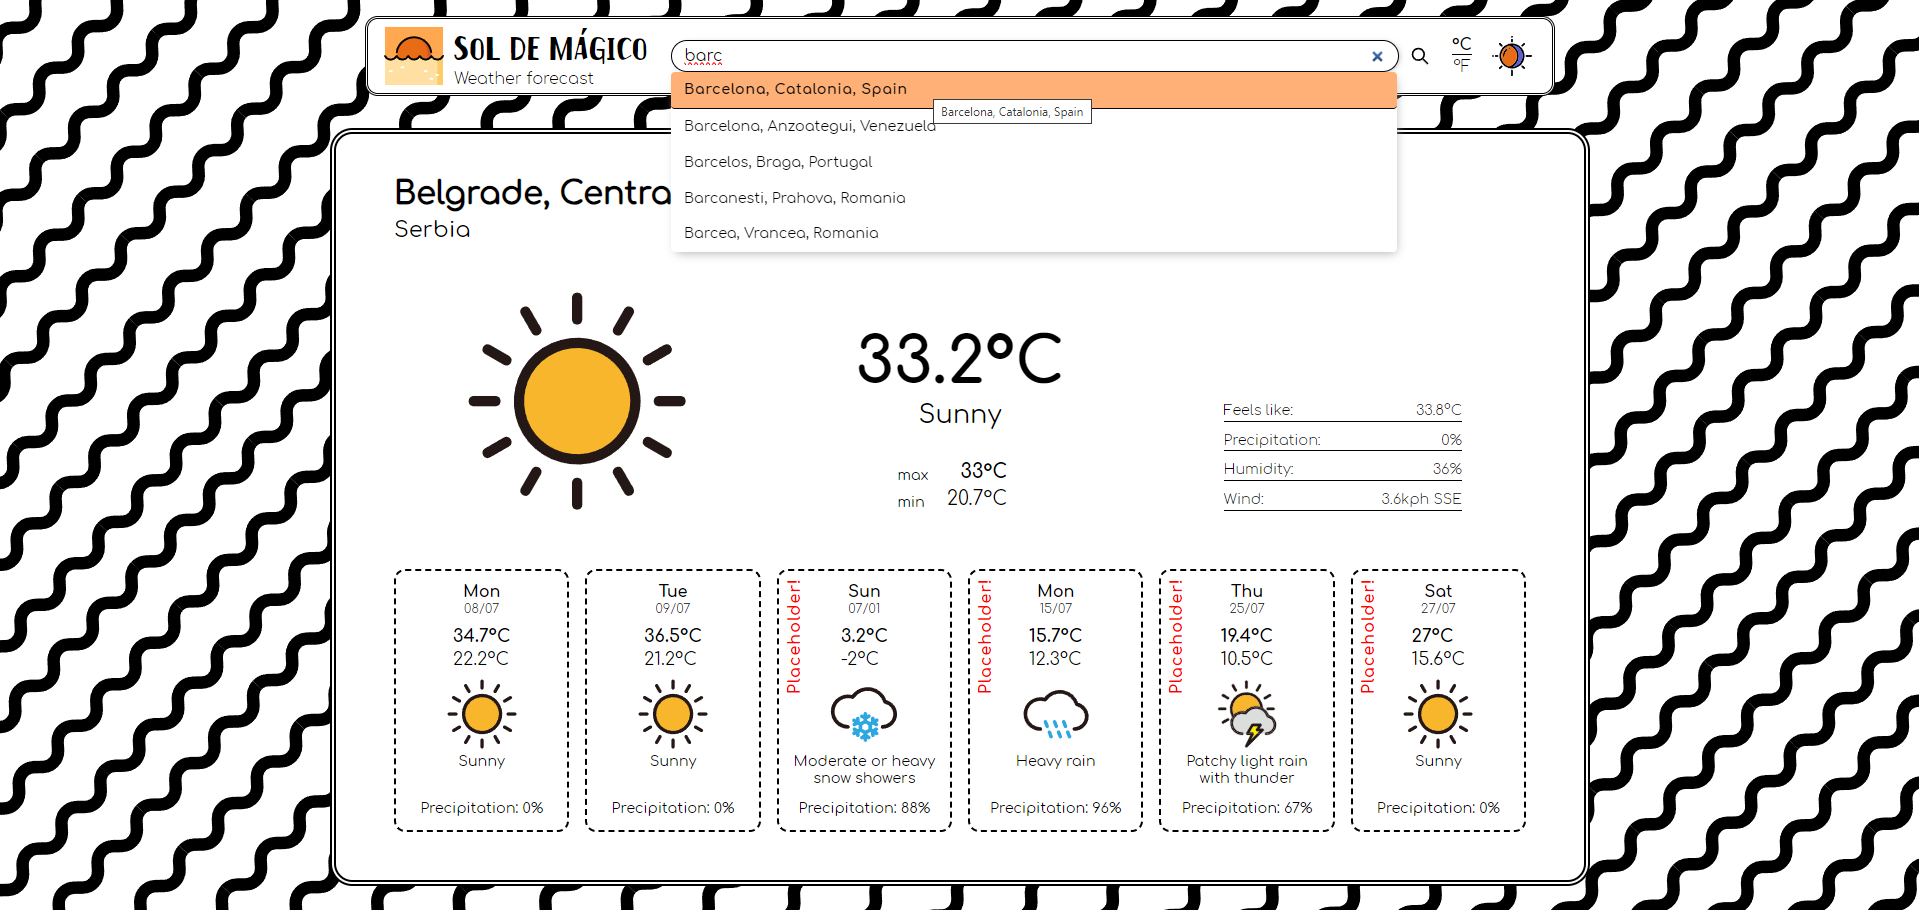 SOL DE MÁGICO
Weather forecast
barc
°C
°F
Barcelona, Catalonia, Spain
Barcelona, Catalonia, Spain
Barcelona, Anzoategui, Venezuela
Barcelos, Braga, Portugal
Barcanesti, Prahova, Romania
Barcea, Vrancea, Romania
Belgrade, Centra
Serbia
33.2°C
Sunny
max 33°C
min 20.7°C
Feels like: 33.8°C
Precipitation: 0%
Humidity: 36%
Wind: 3.6kph SSE
Mon
08/07
34.7°C
22.2°C
Sunny
Precipitation: 0%
Tue
09/07
36.5°C
21.2°C
Sunny
Precipitation: 0%
Placeholder!
Sun
07/01
3.2°C
-2°C
Moderate or heavy
snow showers
Precipitation: 88%
Placeholder!
Mon
15/07
15.7°C
12.3°C
Heavy rain
Precipitation: 96%
Placeholder!
Thu
25/07
19.4°C
10.5°C
Patchy light rain
with thunder
Precipitation: 67%
Placeholder!
Sat
27/07
27°C
15.6°C
Sunny
Precipitation: 0%